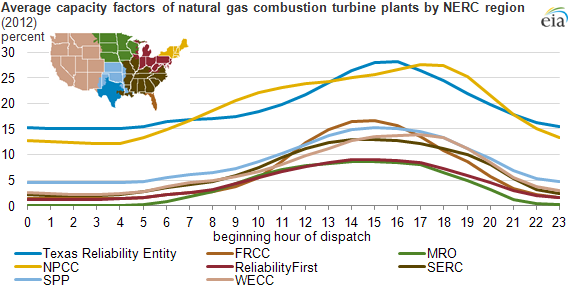 Average capacity factors of natural gas combustion turbine plants by NERC region
(2012)
percent
eia
30
25
20
15
10
5
0
0 1 2 3 4 5 6 7 8 9 10 11 12 13 14 15 16 17 18 19 20 21 22 23
beginning hour of dispatch
Texas Reliability Entity FRCC MRO
NPCC ReliabilityFirst SERC
SPP WECC